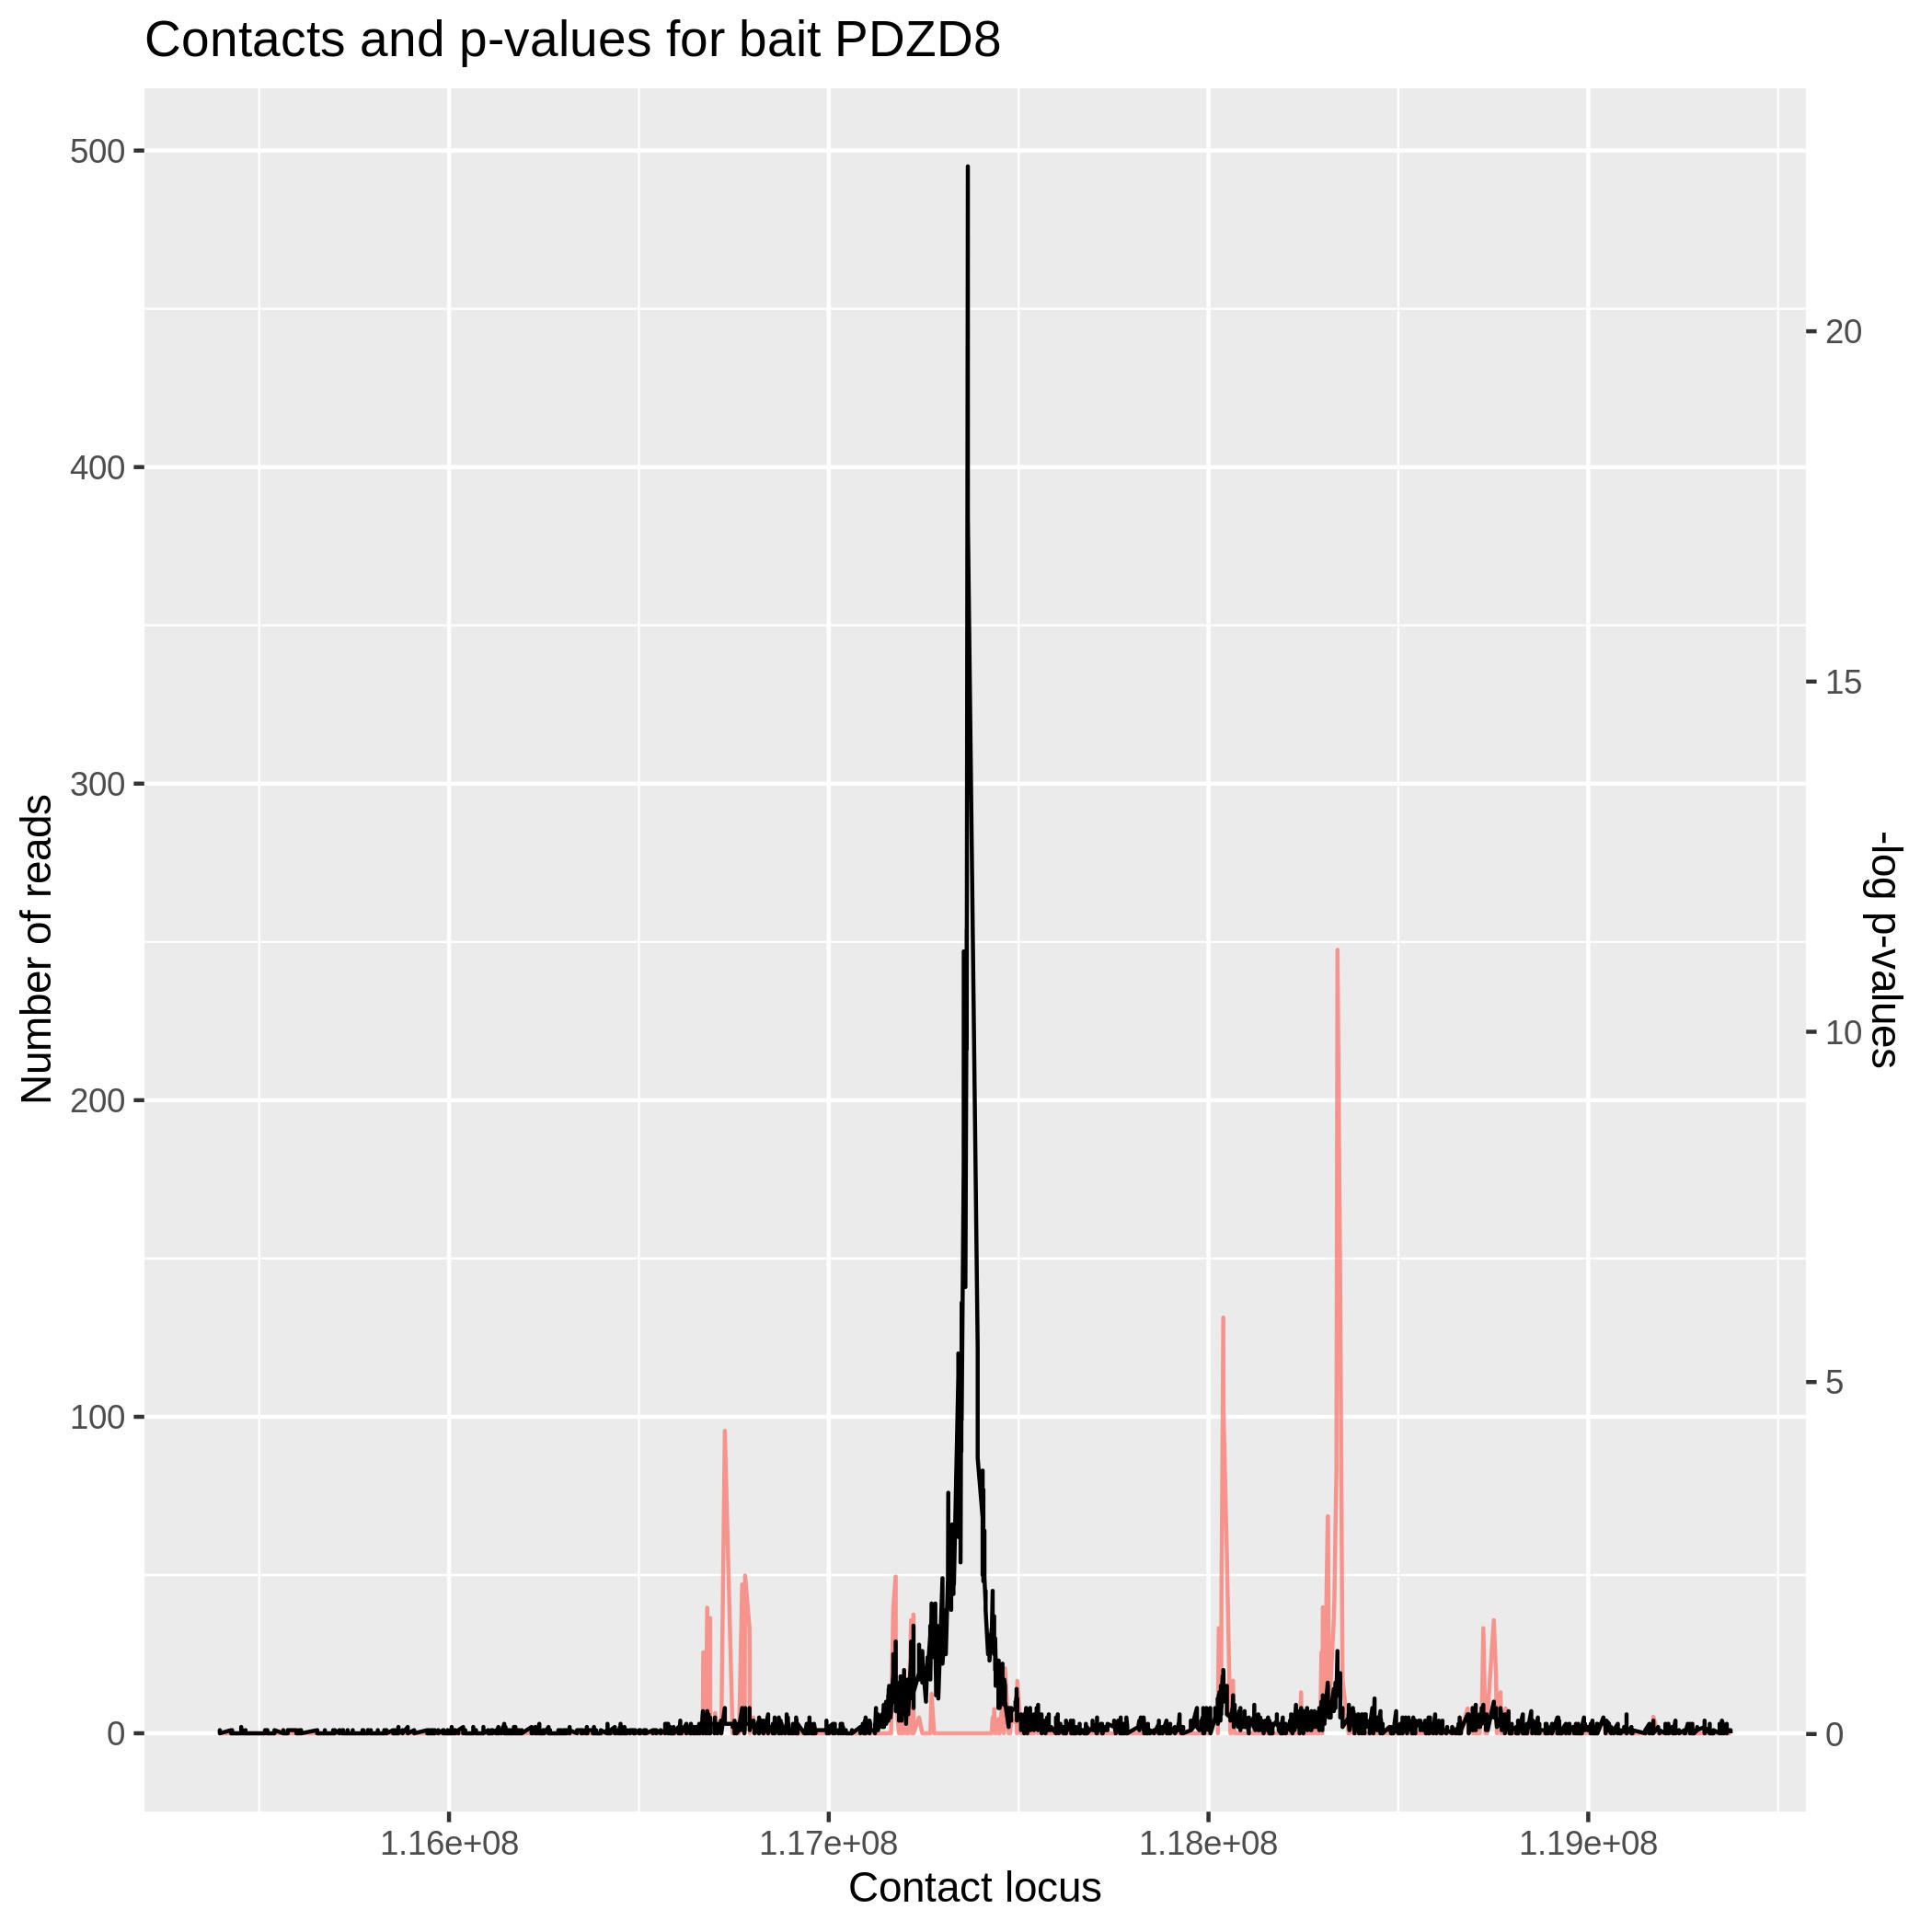 Contacts and p-values for bait PDZD8
500
400
300
200
100
0
Number of reads
20
15
10
5
0
-log p-values
1.16e+08
1.17e+08
1.18e+08
1.19e+08
Contact locus